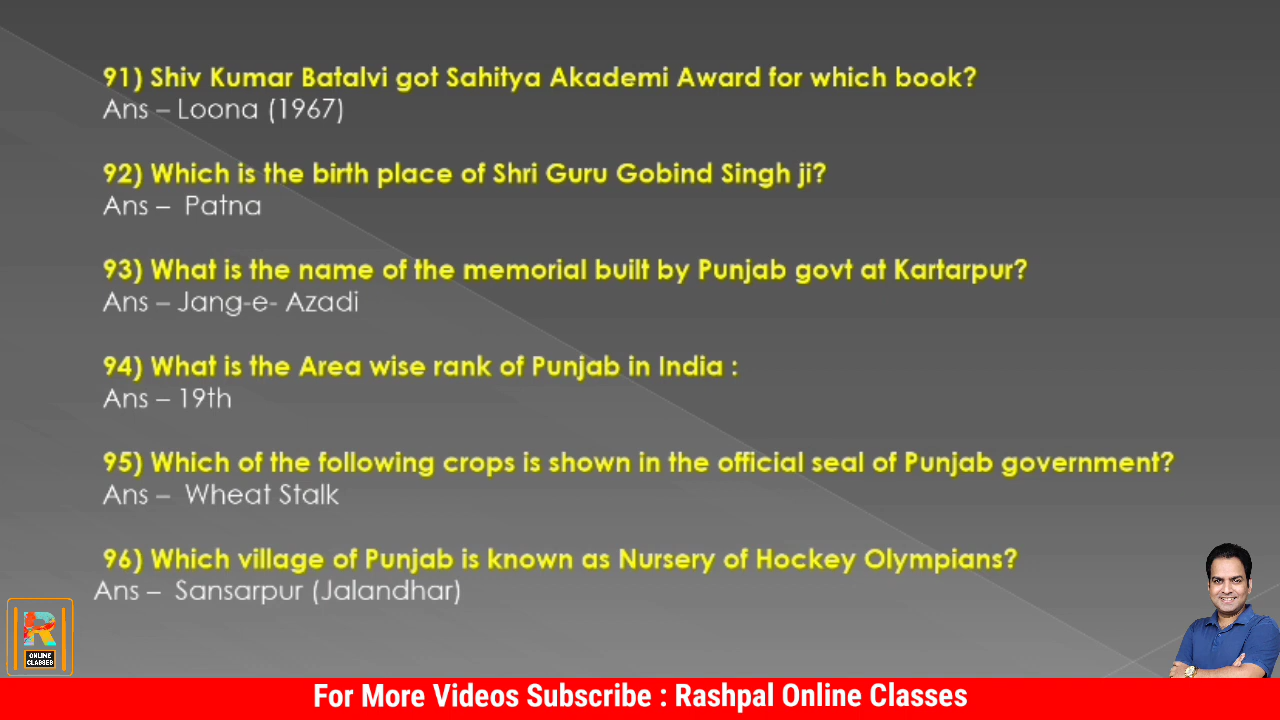 91) Shiv Kumar Batalvi got Sahitya Akademi Award for which book?
Ans – Loona (1967)
92) Which is the birth place of Shri Guru Gobind Singh ji?
Ans – Patna
93) What is the name of the memorial built by Punjab govt at Kartarpur?
Ans – Jang-e- Azadi
94) What is the Area wise rank of Punjab in India :
Ans – 19th
95) Which of the following crops is shown in the official seal of Punjab government?
Ans – Wheat Stalk
96) Which village of Punjab is known as Nursery of Hockey Olympians?
Ans – Sansarpur (Jalandhar)
R
ONLINE
CLASSES
For More Videos Subscribe : Rashpal Online Classes